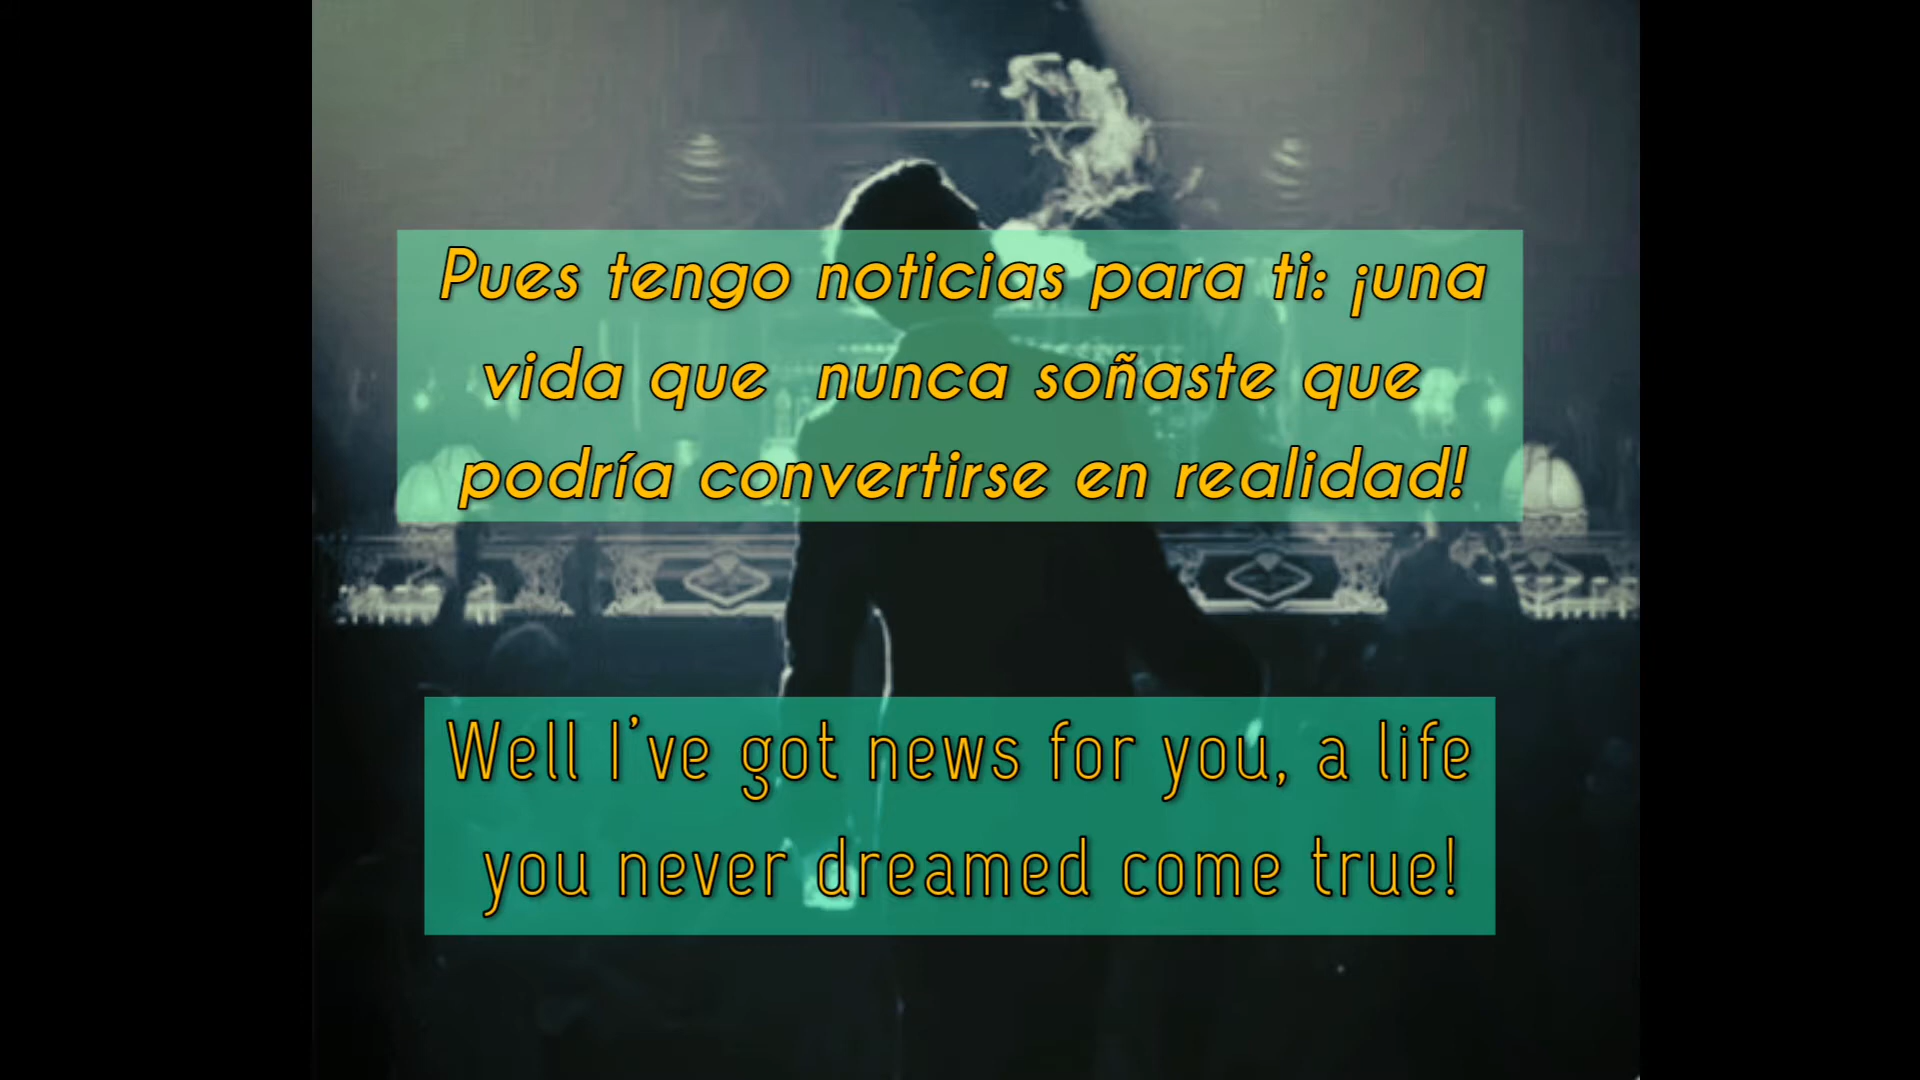 Pues tengo noticias para ti: ¡una
vida que nunca soñaste que
podría convertirse en realidad!
Well I've got news for you, a life
you never dreamed come true!